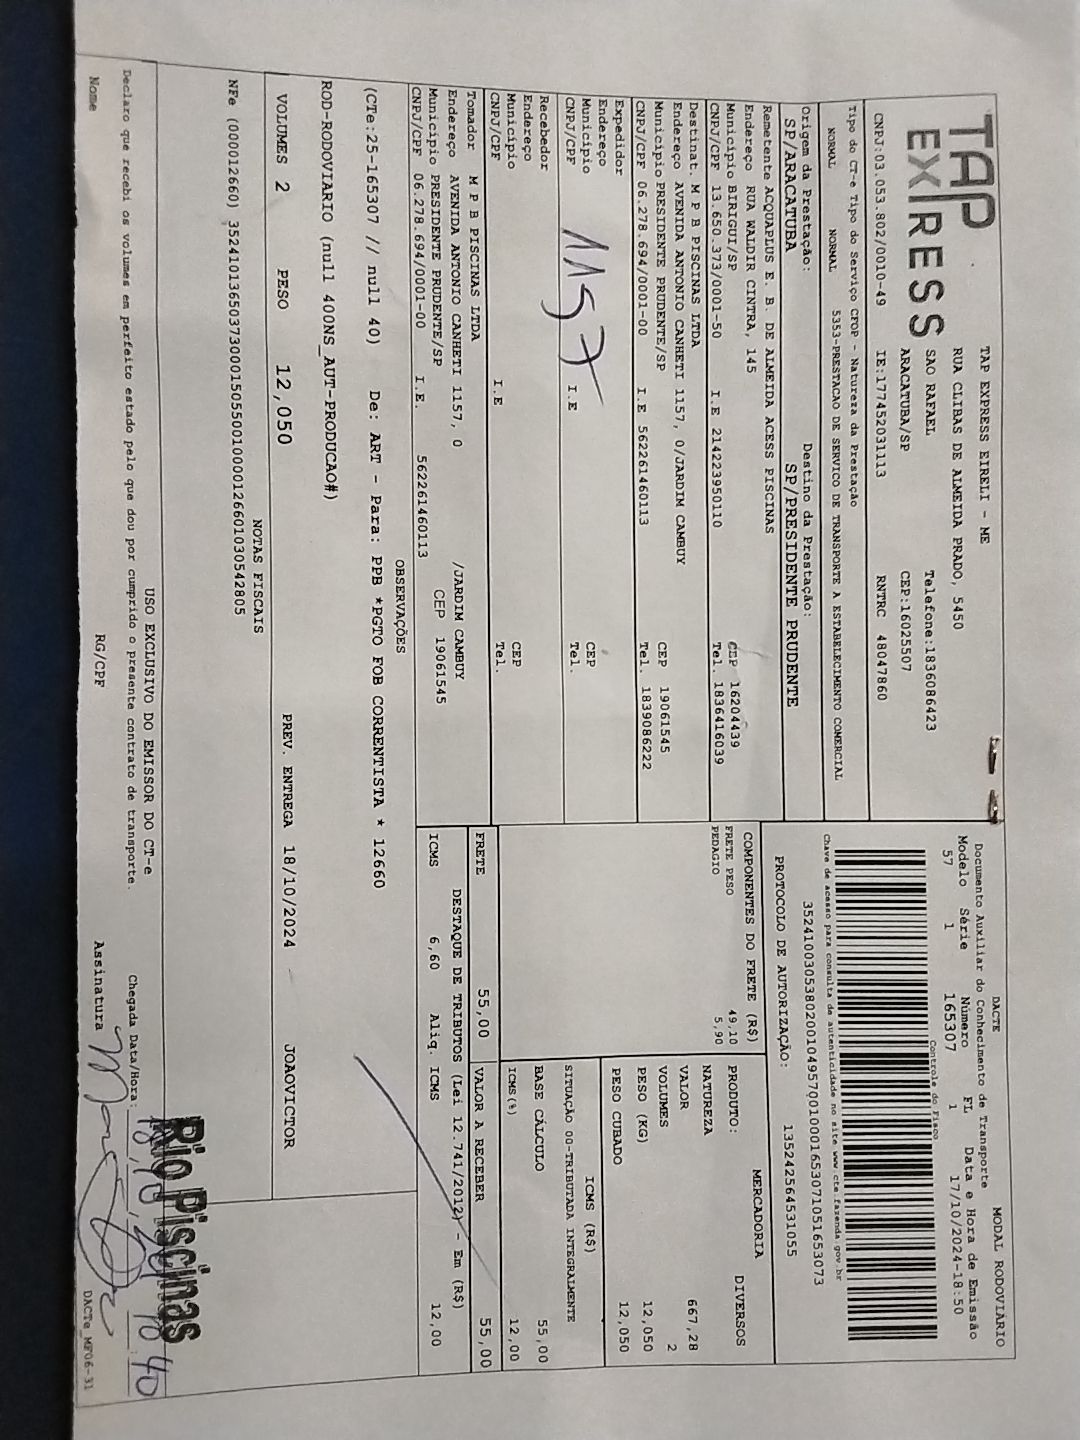 TAP
EXPRESS
TAP EXPRESS EIRELI - ME
RUA CLIBAS DE ALMEIDA PRADO, 5450
SAO RAFAEL Telefone:1836086423
ARACATUBA/SP CEP:16025507
CNPJ:03.053.802/0010-49 IE:177452031113 RNTRC 48047860
Tipo do CT-e Tipo do Serviço CFOP - Natureza da Prestação
NORMAL NORMAL 5353-PRESTACAO DE SERVICO DE TRANSPORTE A ESTABELECIMENTO COMERCIAL
Origem da Prestação: Destino da Prestação:
SP/ARACATUBA SP/PRESIDENTE PRUDENTE
DACTE MODAL RODOVIÁRIO
Documento Auxiliar do Conhecimento de Transporte
Modelo Série Número FL Data e Hora de Emissão
57 1 165307 1 17/10/2024-18:50
Controle do Fisco
Chave de acesso para consulta de autenticidade no site www.cte.fazenda.gov.br
35241003053802001049570010001653071051653073
PROTOCOLO DE AUTORIZAÇÃO: 135242564531055
Remetente ACQUAPLUS E. B. DE ALMEIDA ACESS PISCINAS
Endereço RUA WALDIR CINTRA, 145
Município BIRIGUI/SP CEP 16204439
CNPJ/CPF 13.650.373/0001-50 I.E 214223950110 Tel. 1836416039
Destinat. M P B PISCINAS LTDA
Endereço AVENIDA ANTONIO CANHETI 1157, 0/JARDIM CAMBUY
Município PRESIDENTE PRUDENTE/SP CEP 19061545
CNPJ/CPF 06.278.694/0001-00 I.E 562261460113 Tel. 1839086222
Expedidor
Endereço
Município CEP
CNPJ/CPF I.E Tel.
1157
Recebedor
Endereço
Município CEP
CNPJ/CPF I.E Tel.
Tomador M P B PISCINAS LTDA
Endereço AVENIDA ANTONIO CANHETI 1157, 0 /JARDIM CAMBUY
Município PRESIDENTE PRUDENTE/SP CEP 19061545
CNPJ/CPF 06.278.694/0001-00 I.E. 562261460113
COMPONENTES DO FRETE (R$)
FRETE PESO 49,10
PEDAGIO 5,90
MERCADORIA
PRODUTO: DIVERSOS
NATUREZA
VALOR 667,28
VOLUMES 2
PESO (KG) 12,050
PESO CUBADO 12,050
ICMS (R$)
SITUAÇÃO 00-TRIBUTADA INTEGRALMENTE
BASE CÁLCULO 55,00
ICMS(%) 12,00
FRETE 55,00 VALOR A RECEBER 55,00
DESTAQUE DE TRIBUTOS (Lei 12.741/2012) - Em (R$)
ICMS 6,60 Aliq. ICMS 12,00
OBSERVAÇÕES
(CTe:25-165307 // null 40) De: ART - Para: PPB *PGTO FOB CORRENTISTA * 12660
ROD-RODOVIARIO (null 400NS_AUT-PRODUCAO#)
VOLUMES 2 PESO 12,050 PREV. ENTREGA 18/10/2024 JOAOVICTOR
NOTAS FISCAIS
NFe (000012660) 35241013650373000150550010000126601030542805
USO EXCLUSIVO DO EMISSOR DO CT-e
Declaro que recebi os volumes em perfeito estado pelo que dou por cumprido o presente contrato de transporte. Chegada Data/Hora:
Rio Piscinas
Nome RG/CPF Assinatura
DACTe_MF06-31